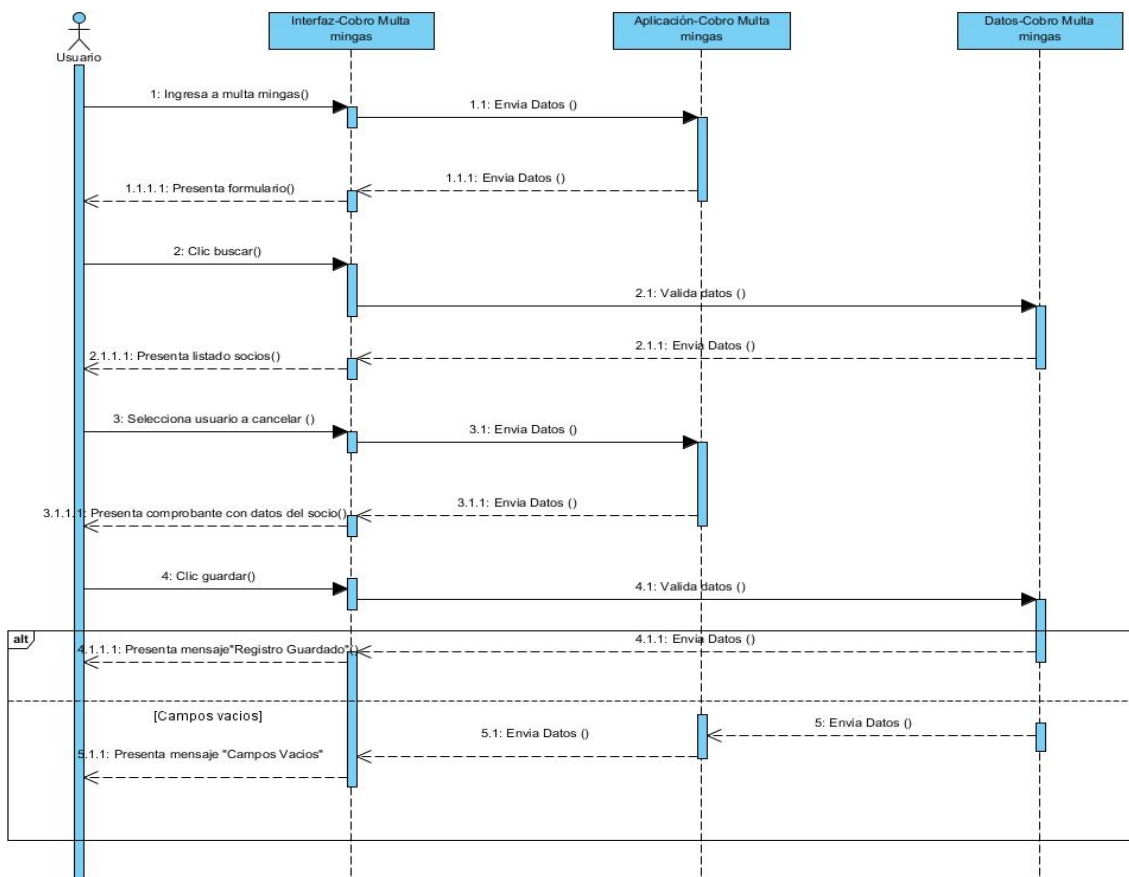 Interfaz-Cobro Multa
mingas
Aplicación-Cobro Multa
mingas
Datos-Cobro Multa
mingas
Usuario
1: Ingresa a multa mingas()
1.1: Envia Datos ()
1.1.1: Envia Datos ()
1.1.1.1: Presenta formulario()
2: Clic buscar()
2.1: Valida datos ()
2.1.1: Envia Datos ()
2.1.1.1: Presenta listado socios()
3: Selecciona usuario a cancelar ()
3.1: Envia Datos ()
3.1.1: Envia Datos ()
3.1.1.1: Presenta comprobante con datos del socio()
4: Clic guardar()
4.1: Valida datos ()
alt
4.1.1: Envia Datos ()
4.1.1.1: Presenta mensaje"Registro Guardado"()
[Campos vacios]
5: Envia Datos ()
5.1: Envia Datos ()
5.1.1: Presenta mensaje "Campos Vacios"